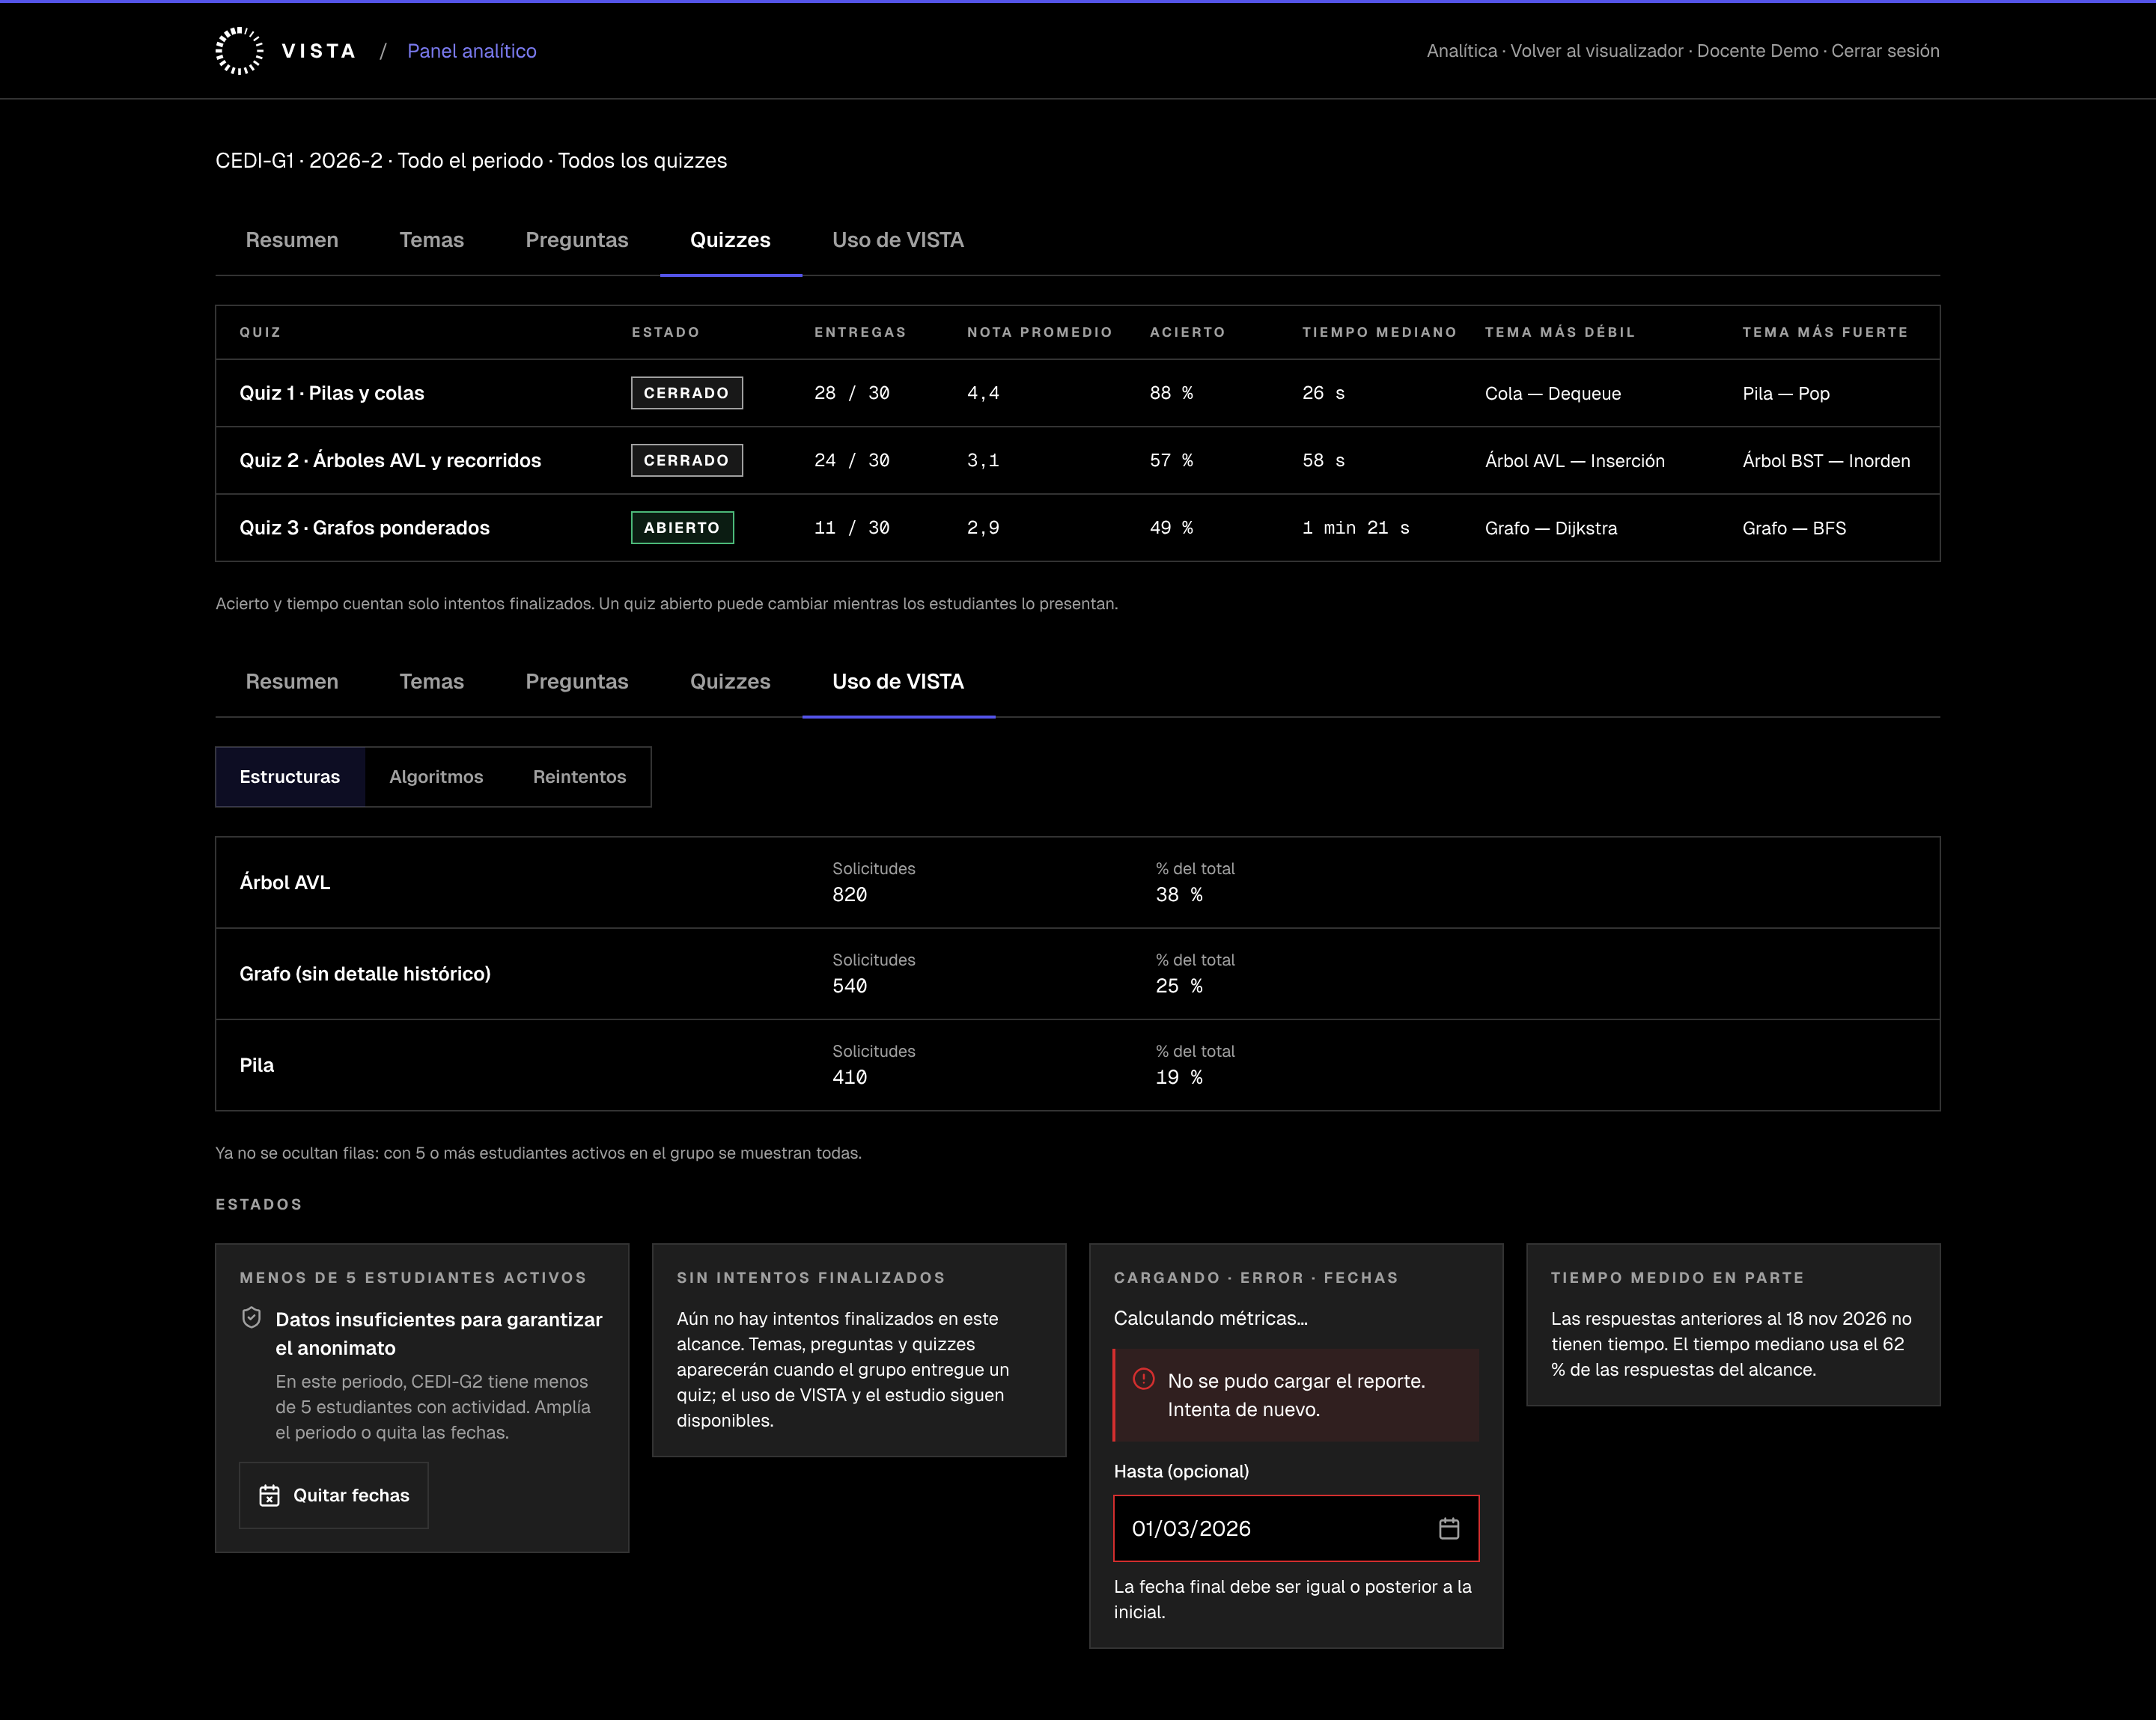 VISTA / Panel analítico
Analítica · Volver al visualizador · Docente Demo · Cerrar sesión
CEDI-G1 · 2026-2 · Todo el periodo · Todos los quizzes
Resumen Temas Preguntas Quizzes Uso de VISTA
QUIZ ESTADO ENTREGAS NOTA PROMEDIO ACIERTO TIEMPO MEDIANO TEMA MÁS DÉBIL TEMA MÁS FUERTE
Quiz 1 · Pilas y colas CERRADO 28 / 30 4,4 88 % 26 s Cola — Dequeue Pila — Pop
Quiz 2 · Árboles AVL y recorridos CERRADO 24 / 30 3,1 57 % 58 s Árbol AVL — Inserción Árbol BST — Inorden
Quiz 3 · Grafos ponderados ABIERTO 11 / 30 2,9 49 % 1 min 21 s Grafo — Dijkstra Grafo — BFS
Acierto y tiempo cuentan solo intentos finalizados. Un quiz abierto puede cambiar mientras los estudiantes lo presentan.
Resumen Temas Preguntas Quizzes Uso de VISTA
Estructuras Algoritmos Reintentos
Árbol AVL
Solicitudes
820
% del total
38 %
Grafo (sin detalle histórico)
Solicitudes
540
% del total
25 %
Pila
Solicitudes
410
% del total
19 %
Ya no se ocultan filas: con 5 o más estudiantes activos en el grupo se muestran todas.
ESTADOS
MENOS DE 5 ESTUDIANTES ACTIVOS
Datos insuficientes para garantizar
el anonimato
En este periodo, CEDI-G2 tiene menos
de 5 estudiantes con actividad. Amplía
el periodo o quita las fechas.
Quitar fechas
SIN INTENTOS FINALIZADOS
Aún no hay intentos finalizados en este
alcance. Temas, preguntas y quizzes
aparecerán cuando el grupo entregue un
quiz; el uso de VISTA y el estudio siguen
disponibles.
CARGANDO · ERROR · FECHAS
Calculando métricas…
No se pudo cargar el reporte.
Intenta de nuevo.
Hasta (opcional)
01/03/2026
La fecha final debe ser igual o posterior a la
inicial.
TIEMPO MEDIDO EN PARTE
Las respuestas anteriores al 18 nov 2026 no
tienen tiempo. El tiempo mediano usa el 62
% de las respuestas del alcance.